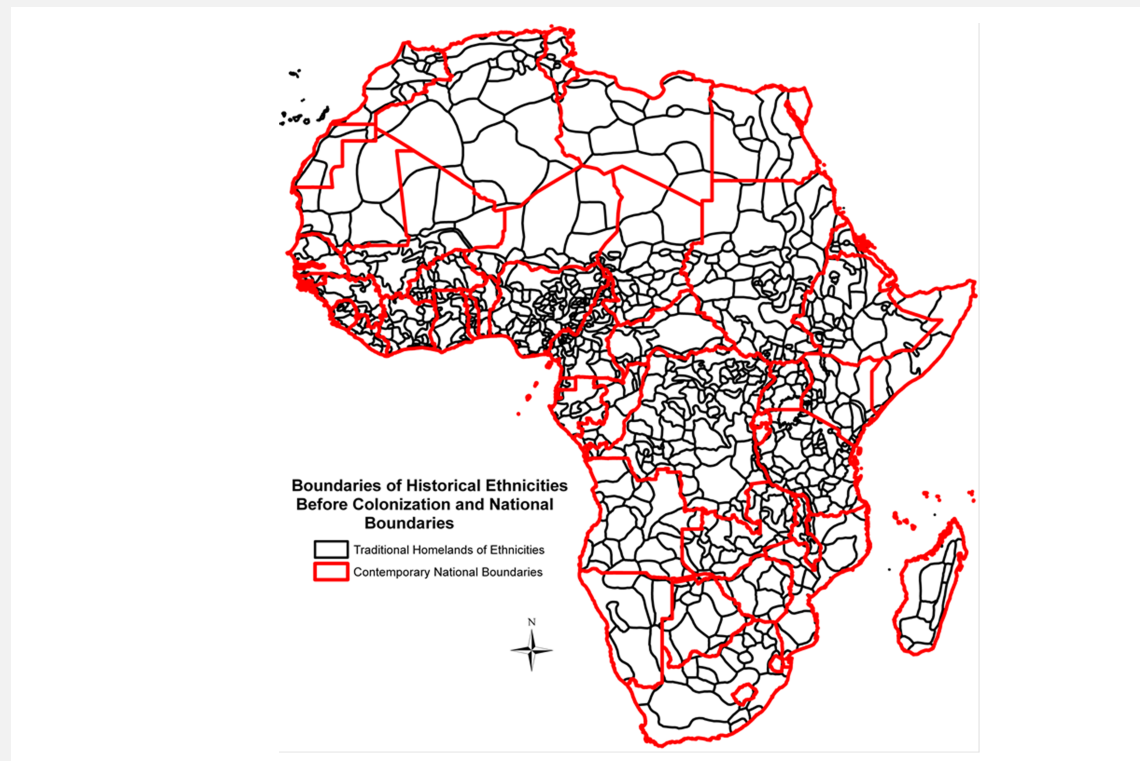 Boundaries of Historical Ethnicities
Before Colonization and National
Boundaries
Traditional Homelands of Ethnicities
Contemporary National Boundaries
N